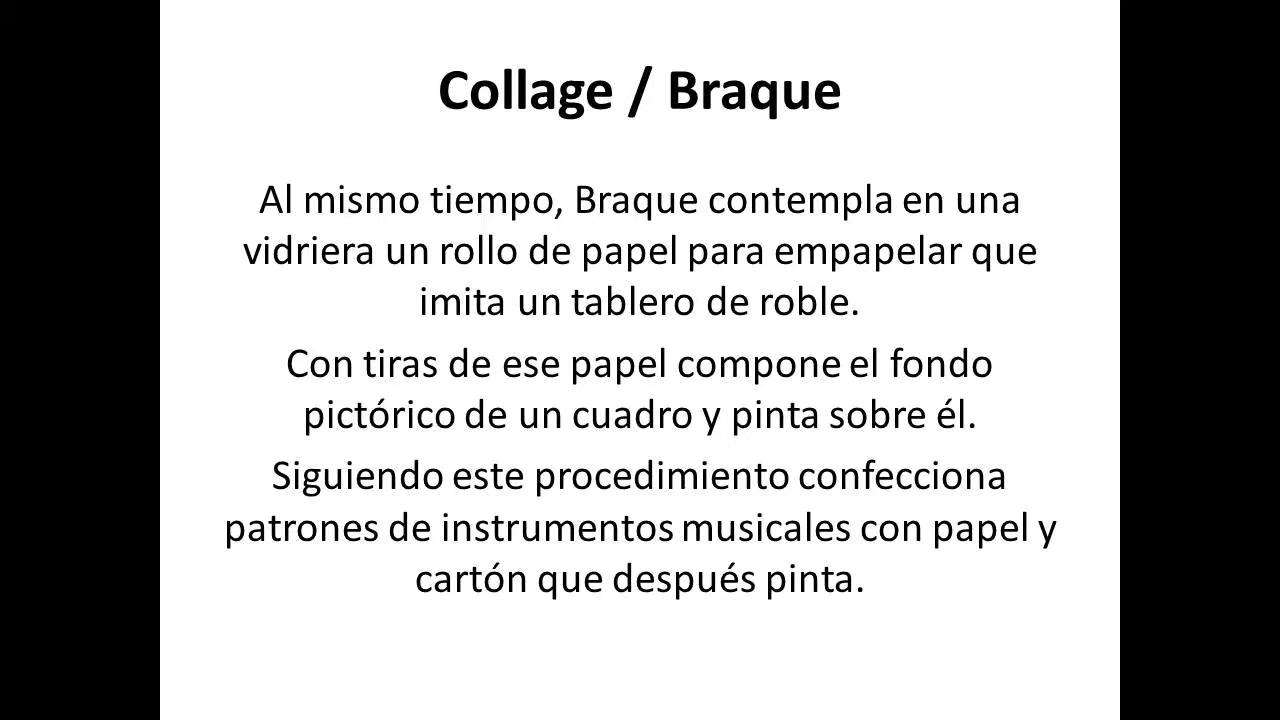 Collage / Braque
Al mismo tiempo, Braque contempla en una
vidriera un rollo de papel para empapelar que
imita un tablero de roble.
Con tiras de ese papel compone el fondo
pictórico de un cuadro y pinta sobre él.
Siguiendo este procedimiento confecciona
patrones de instrumentos musicales con papel y
cartón que después pinta.